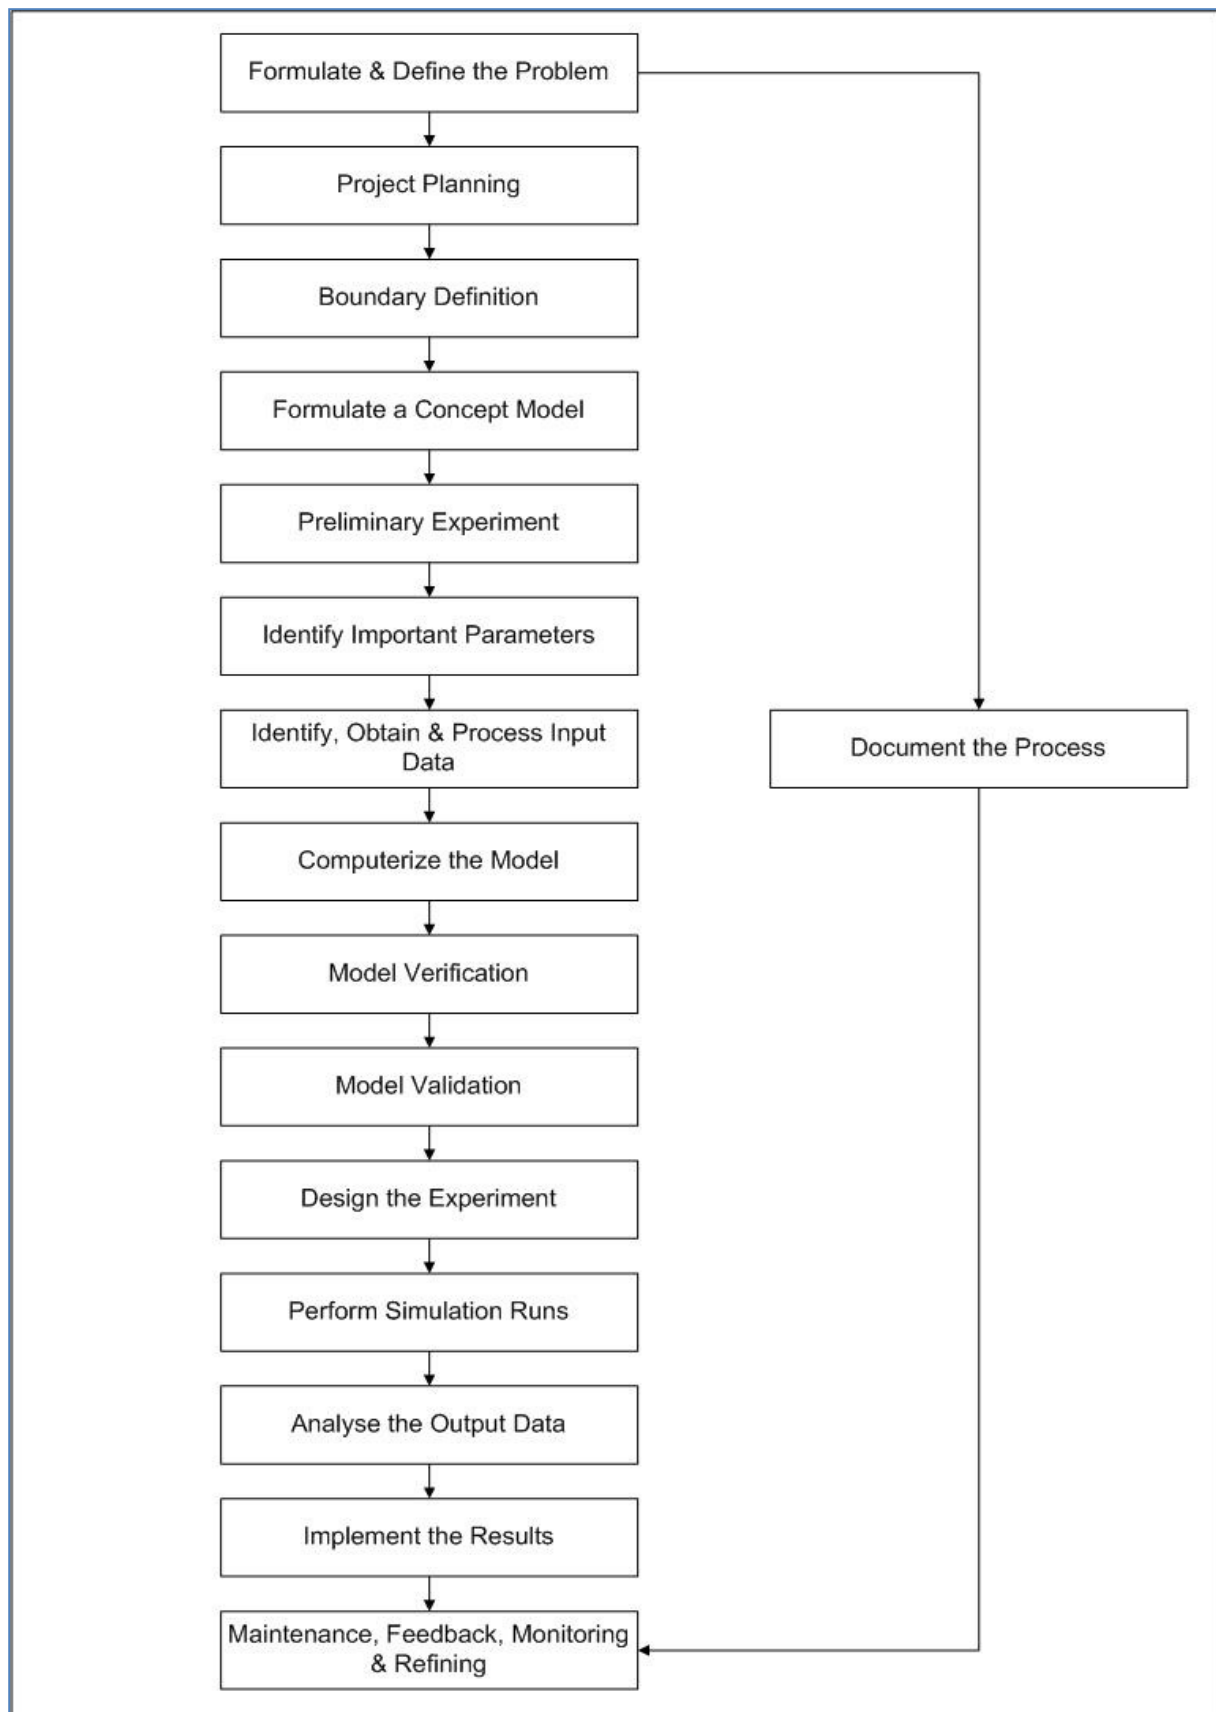 Formulate & Define the Problem
Project Planning
Boundary Definition
Formulate a Concept Model
Preliminary Experiment
Identify Important Parameters
Identify, Obtain & Process Input
Data
Document the Process
Computerize the Model
Model Verification
Model Validation
Design the Experiment
Perform Simulation Runs
Analyse the Output Data
Implement the Results
Maintenance, Feedback, Monitoring
& Refining